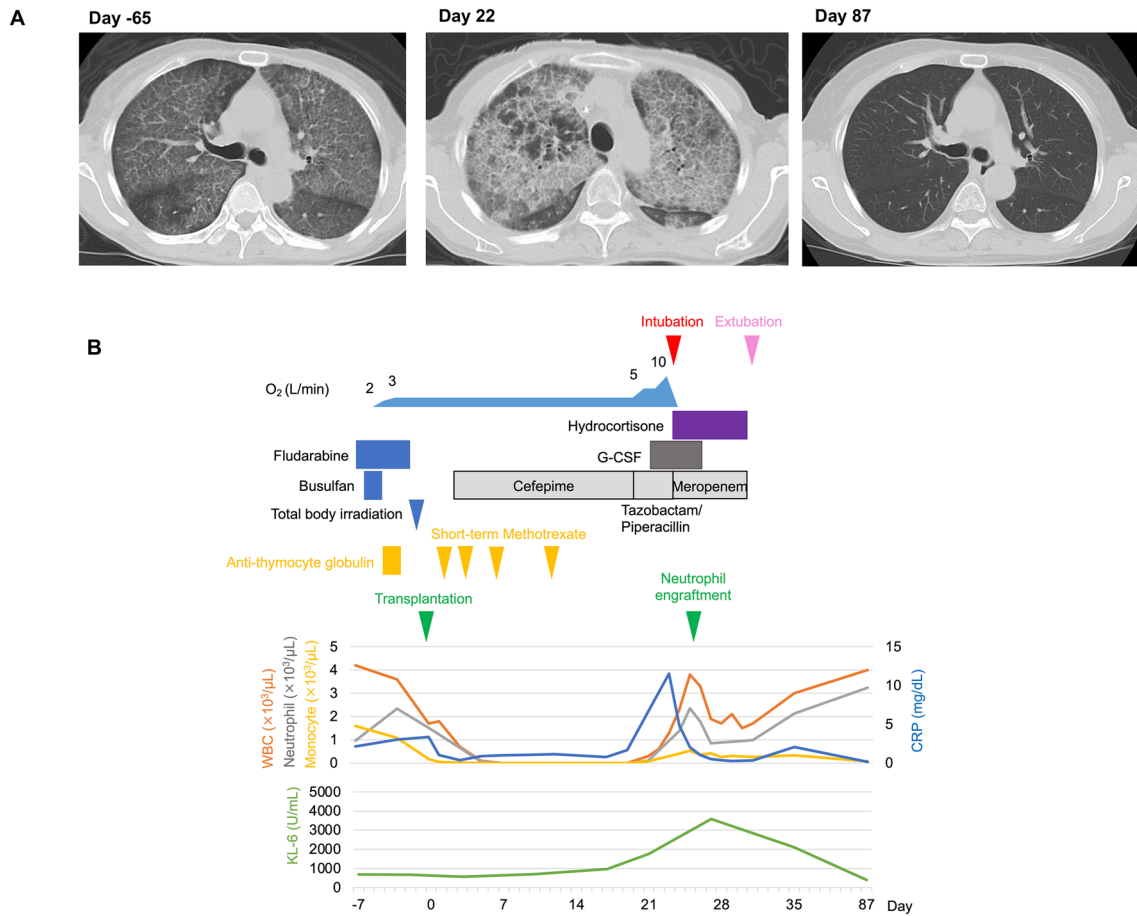 A
Day -65
Day 22
Day 87
B
Intubation
Extubation
O2 (L/min)
2
3
5
10
Hydrocortisone
Fludarabine
G-CSF
Busulfan
Cefepime
Meropenem
Total body irradiation
Tazobactam/
Piperacillin
Short-term Methotrexate
Anti-thymocyte globulin
Transplantation
Neutrophil
engraftment
WBC (×10³/μL)
Neutrophil (×10³/μL)
Monocyte (×10³/μL)
5
4
3
2
1
0
15
10
5
0
CRP (mg/dL)
KL-6 (U/mL)
5000
4000
3000
2000
1000
0
-7
0
7
14
21
28
35
87
Day